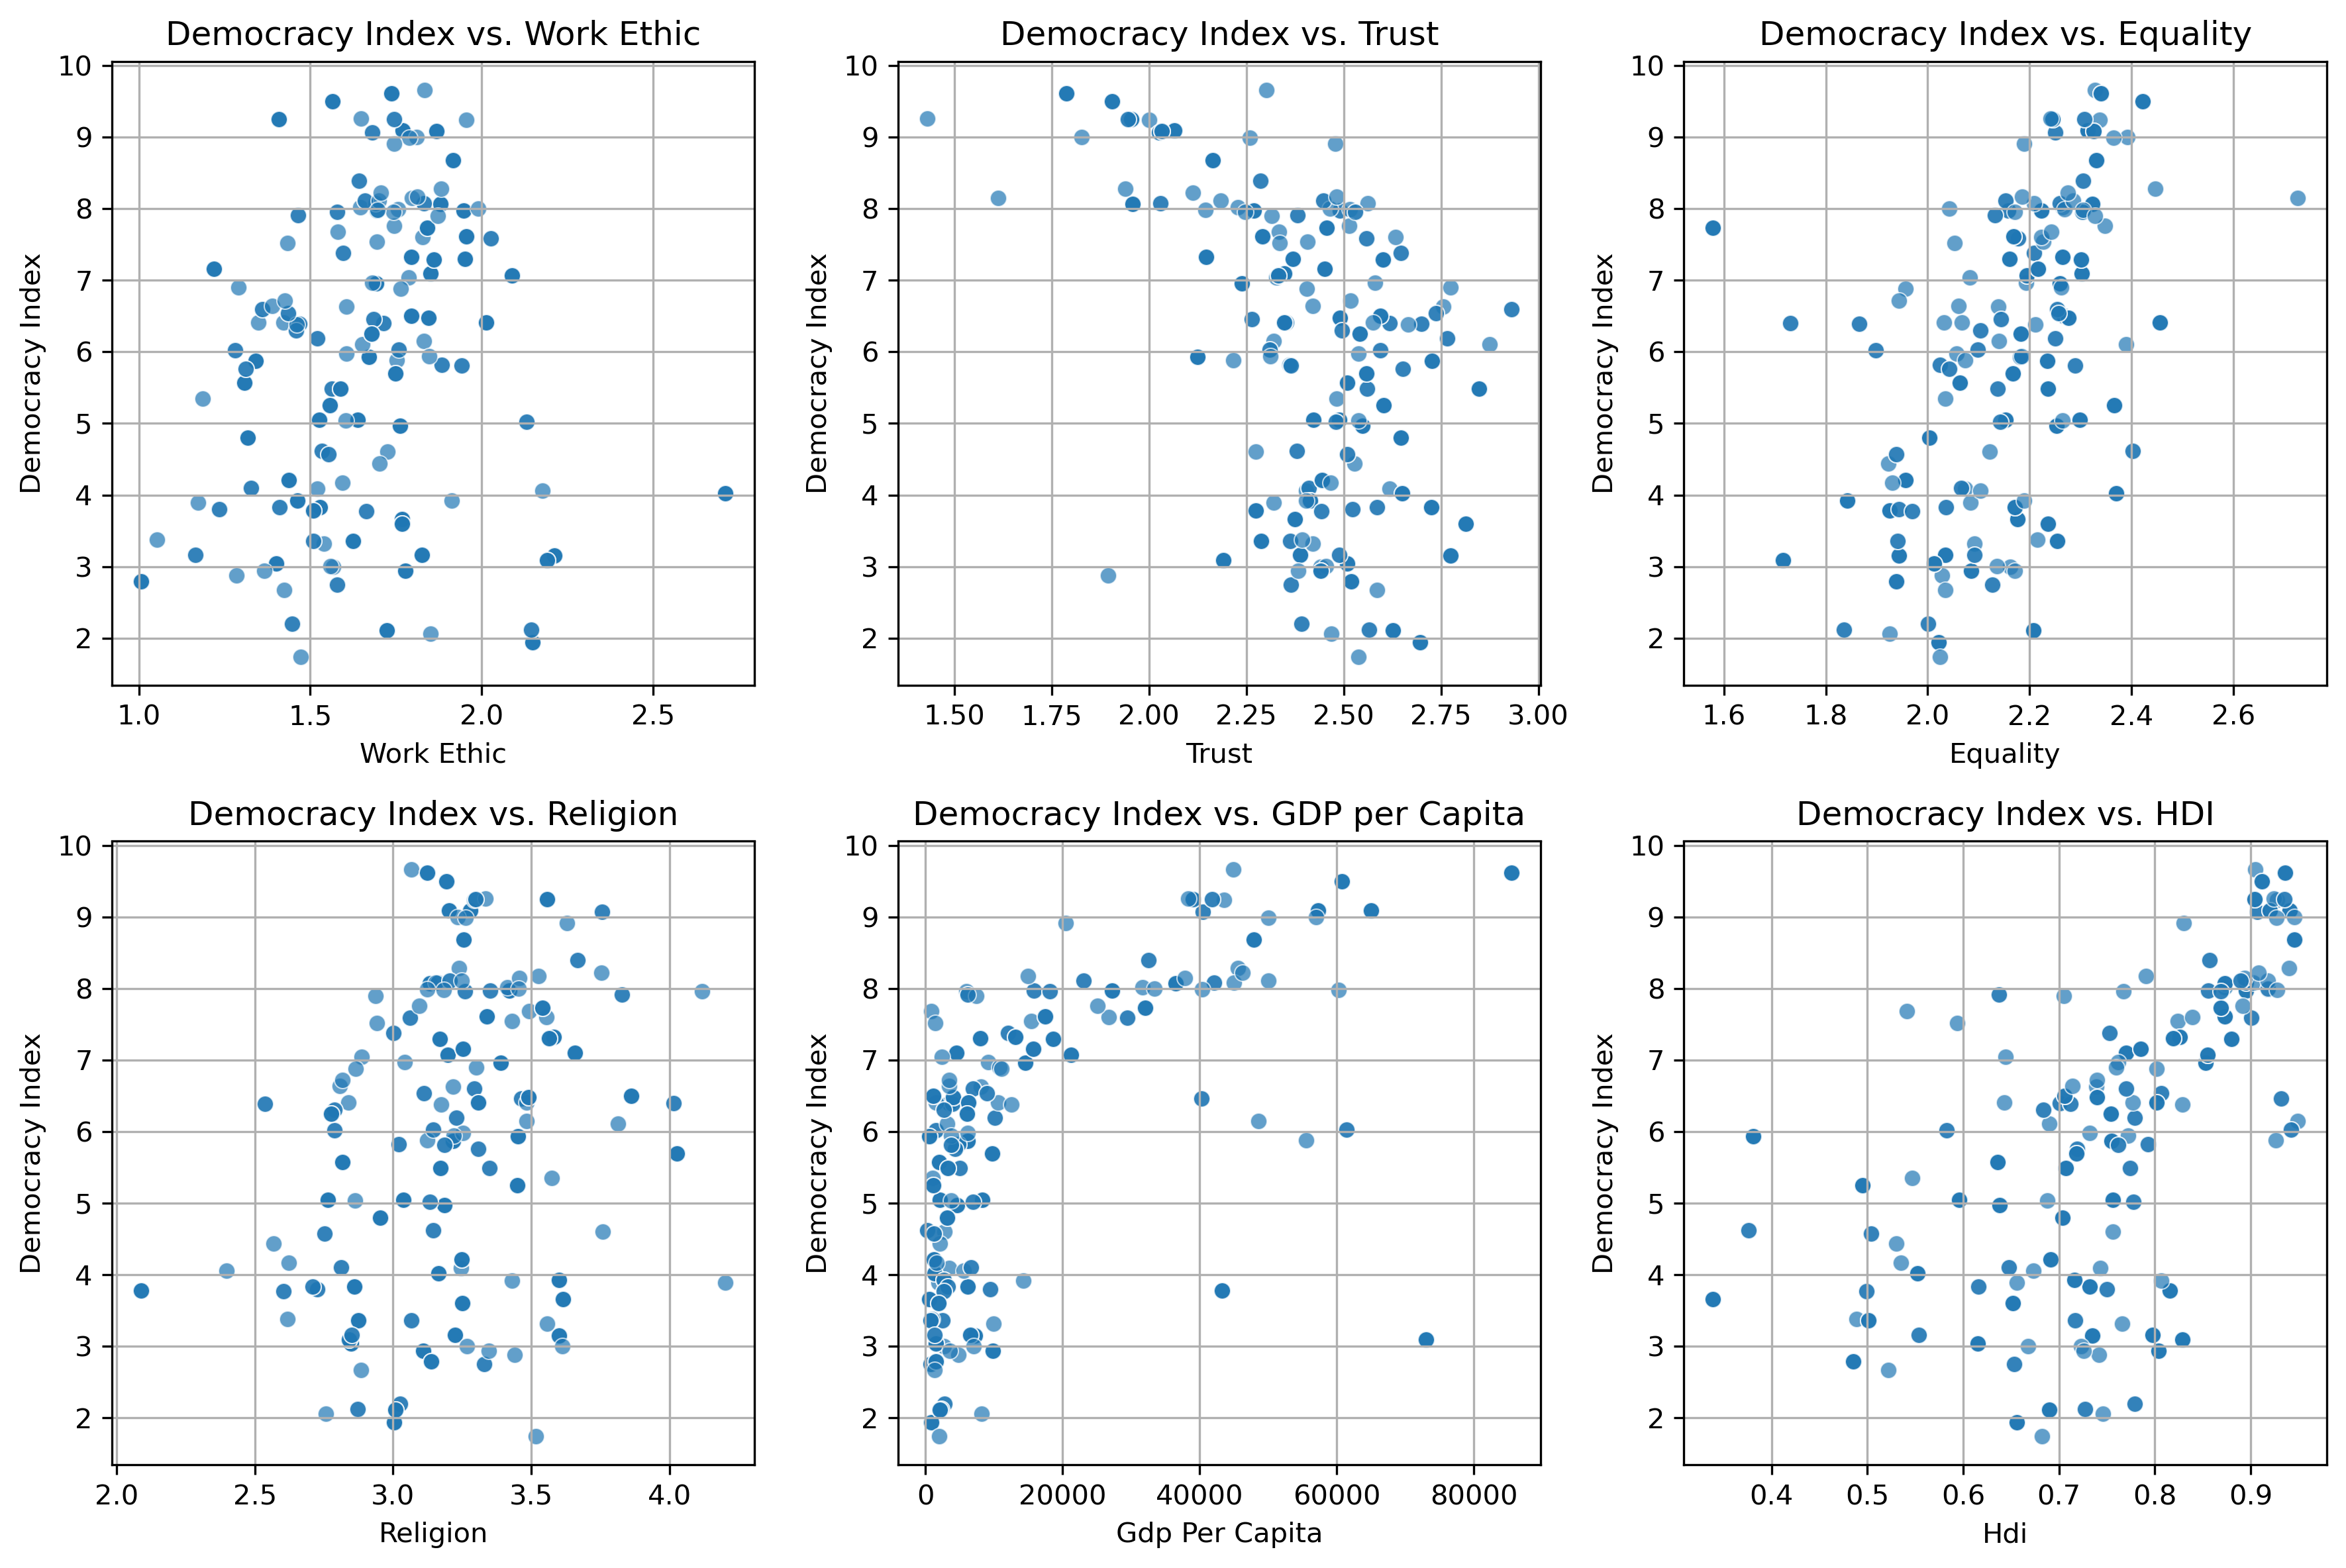 Democracy Index vs. Work Ethic
Democracy Index
10
9
8
7
6
5
4
3
2
1.0 1.5 2.0 2.5
Work Ethic
Democracy Index vs. Trust
Democracy Index
10
9
8
7
6
5
4
3
2
1.50 1.75 2.00 2.25 2.50 2.75 3.00
Trust
Democracy Index vs. Equality
Democracy Index
10
9
8
7
6
5
4
3
2
1.6 1.8 2.0 2.2 2.4 2.6
Equality
Democracy Index vs. Religion
Democracy Index
10
9
8
7
6
5
4
3
2
2.0 2.5 3.0 3.5 4.0
Religion
Democracy Index vs. GDP per Capita
Democracy Index
10
9
8
7
6
5
4
3
2
0 20000 40000 60000 80000
Gdp Per Capita
Democracy Index vs. HDI
Democracy Index
10
9
8
7
6
5
4
3
2
0.4 0.5 0.6 0.7 0.8 0.9
Hdi